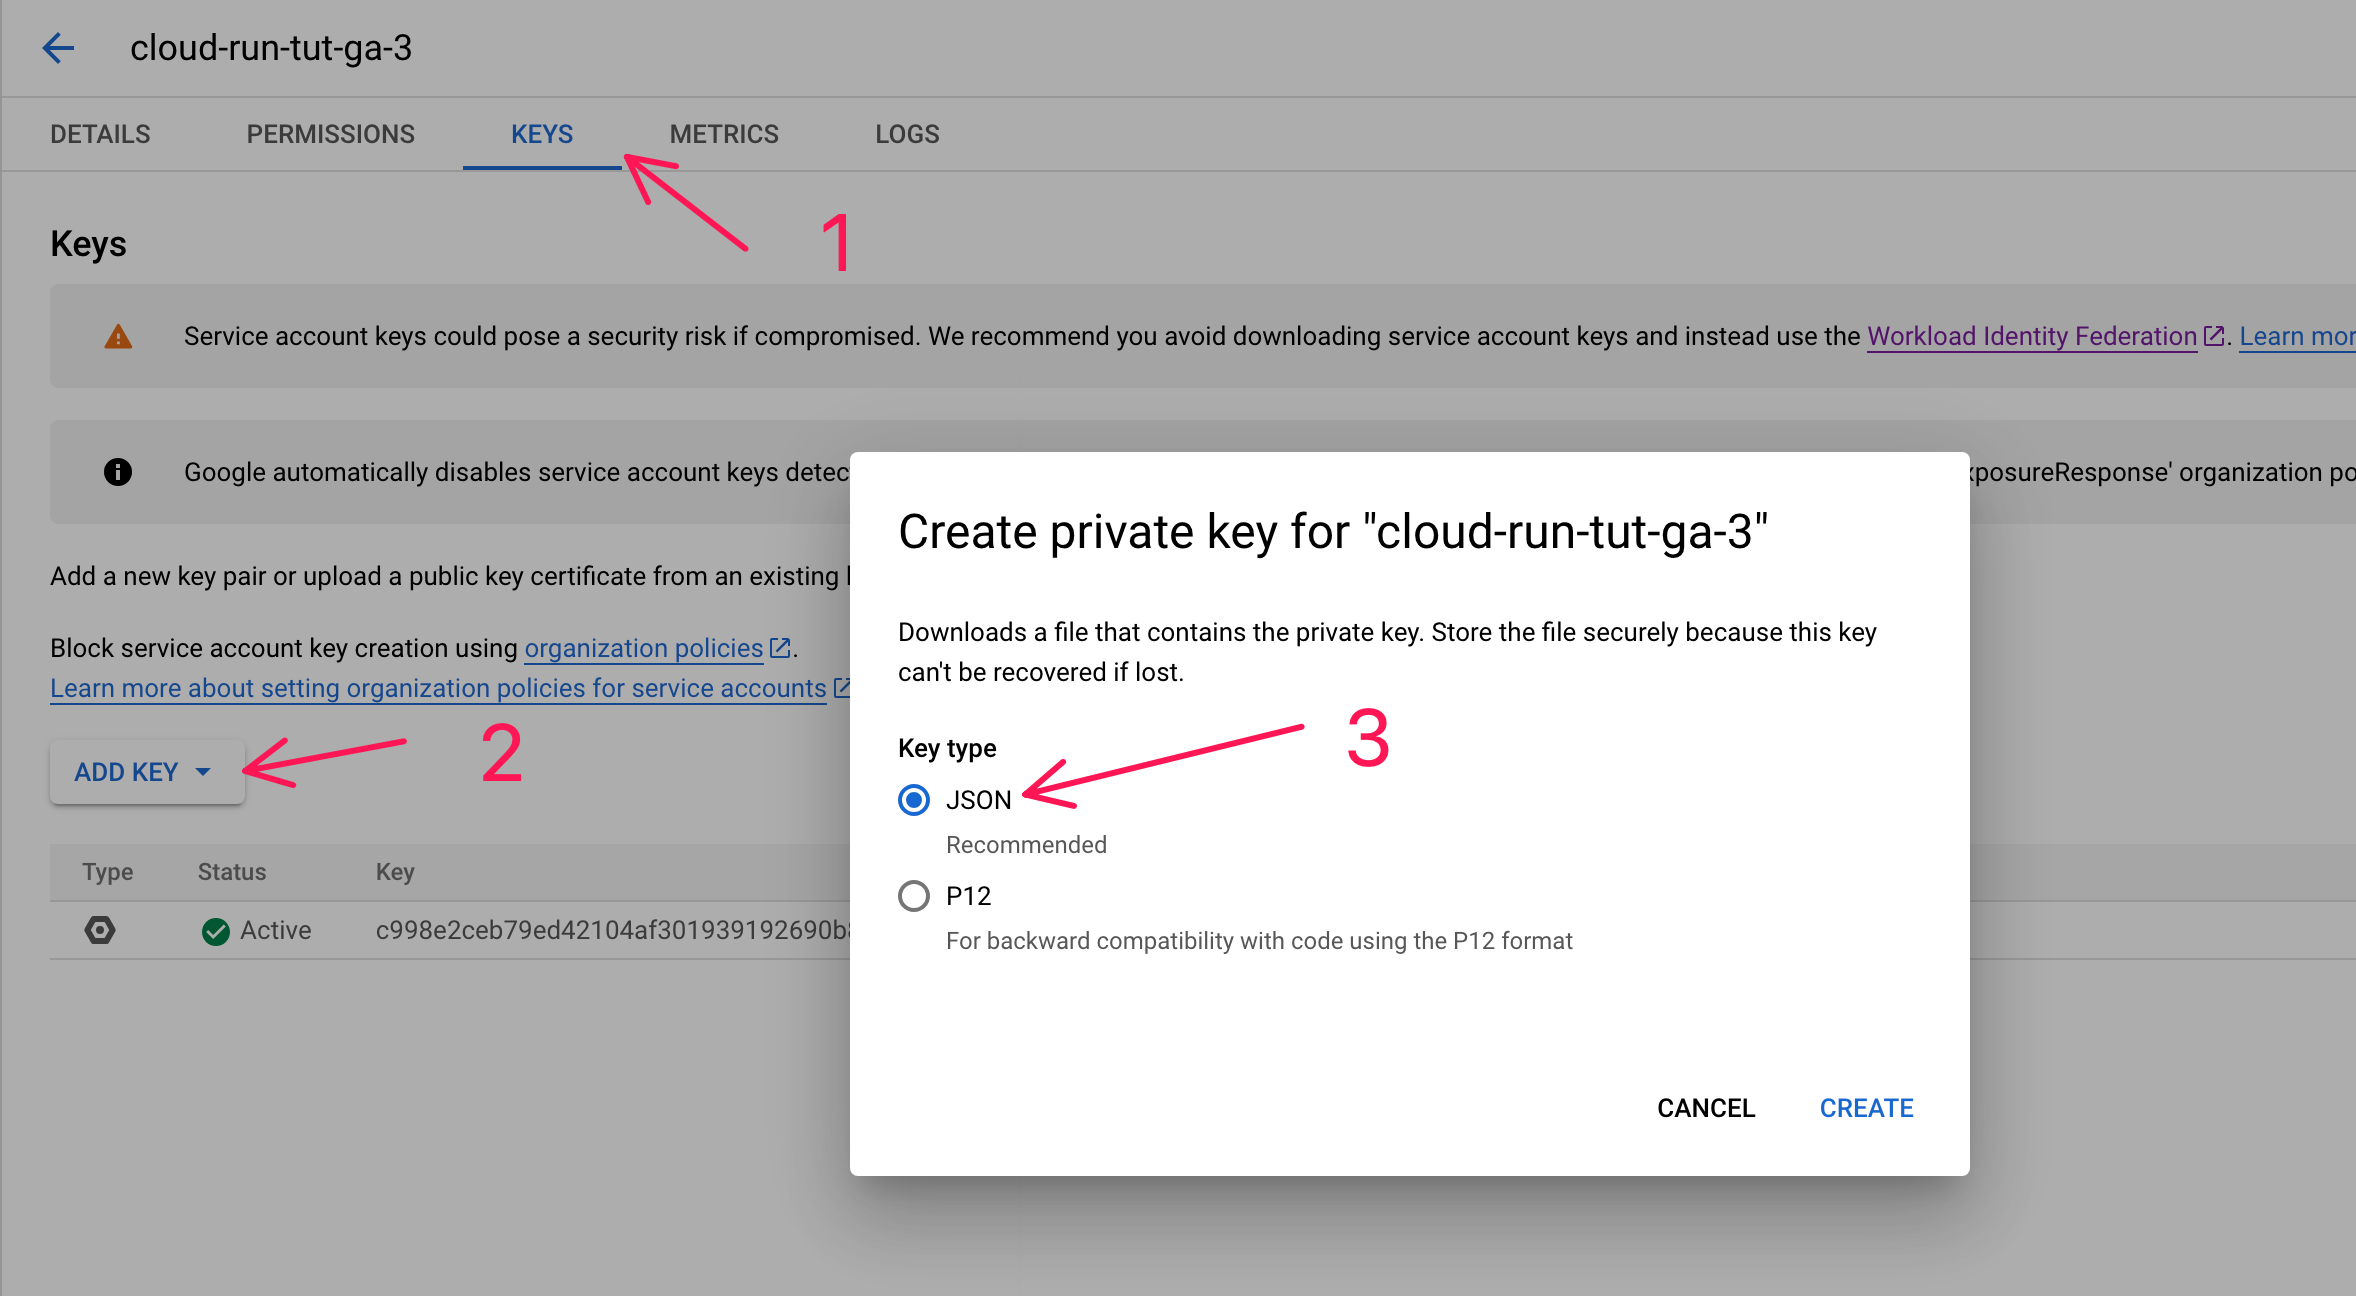 cloud-run-tut-ga-3
DETAILS PERMISSIONS KEYS METRICS LOGS
1
Keys
Service account keys could pose a security risk if compromised. We recommend you avoid downloading service account keys and instead use the Workload Identity Federation. Learn mor
Google automatically disables service account keys detec xposureResponse' organization po
Add a new key pair or upload a public key certificate from an existing
Block service account key creation using organization policies.
Learn more about setting organization policies for service accounts
2
ADD KEY
Type Status Key
Active c998e2ceb79ed42104af301939192690b
Create private key for "cloud-run-tut-ga-3"
Downloads a file that contains the private key. Store the file securely because this key
can't be recovered if lost.
3
Key type
JSON
Recommended
P12
For backward compatibility with code using the P12 format
CANCEL CREATE